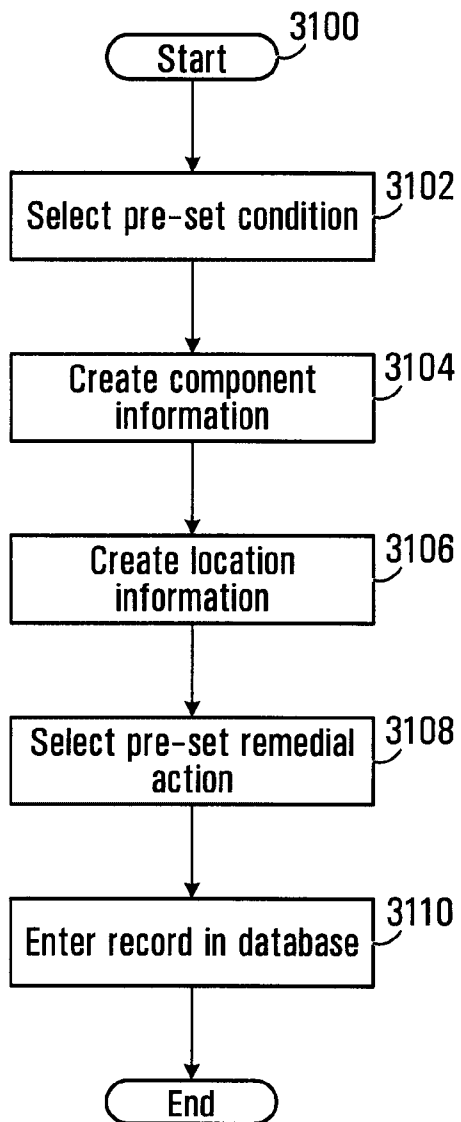 3100
Start
3102
Select pre-set condition
3104
Create component
information
3106
Create location
information
3108
Select pre-set remedial
action
3110
Enter record in database
End